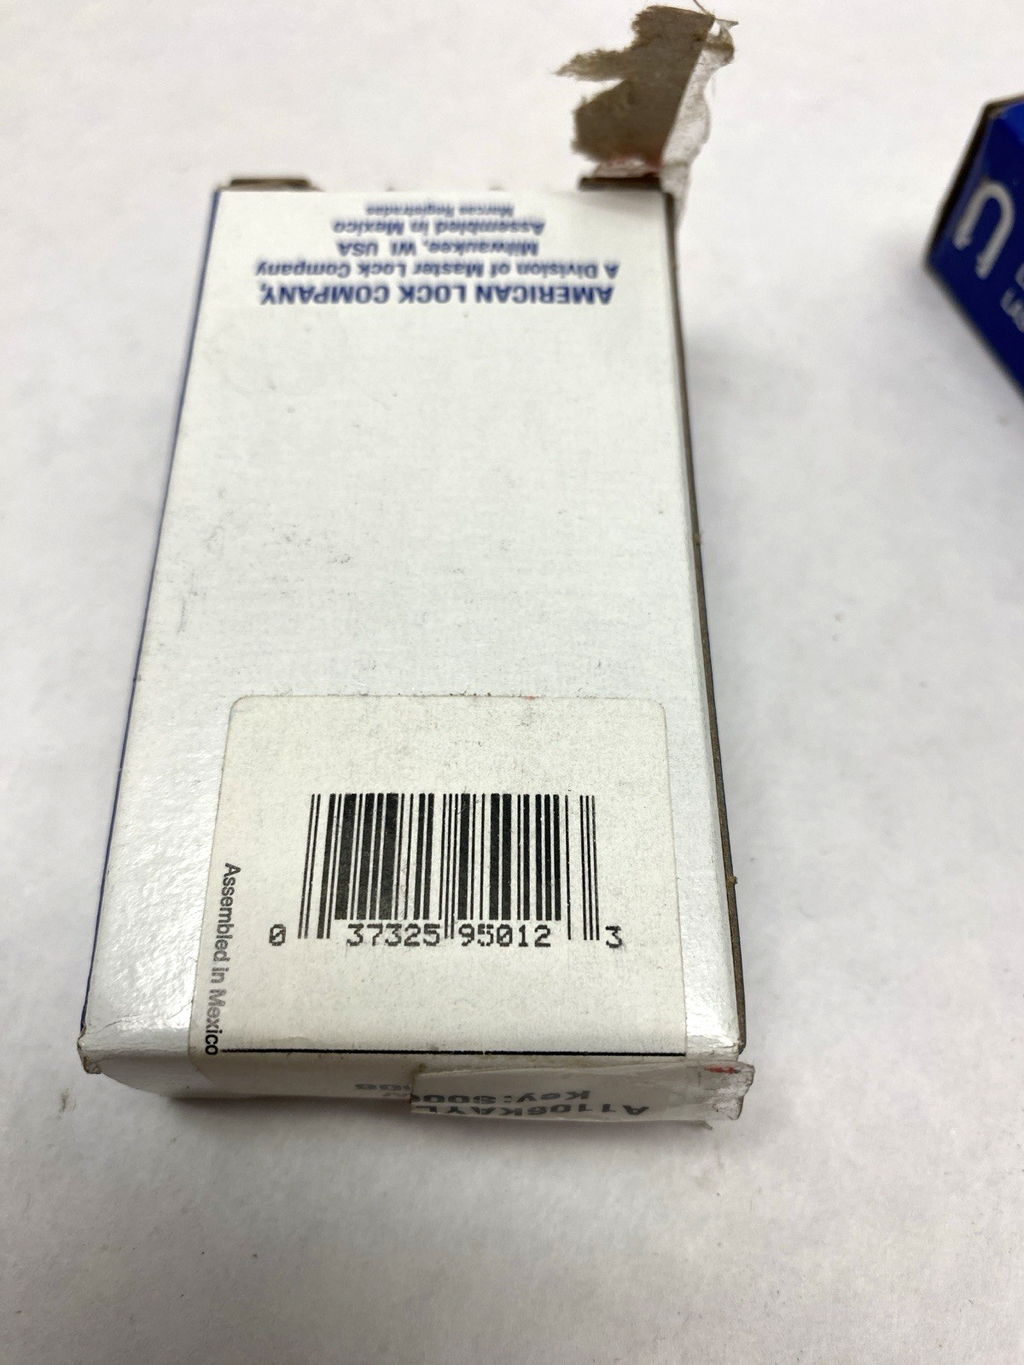 AMERICAN LOCK COMPANY,
A Division of Master Lock Company
Milwaukee, WI USA
Assembled in Mexico
Marcas Registradas
Assembled in Mexico
0 37325 95012 3